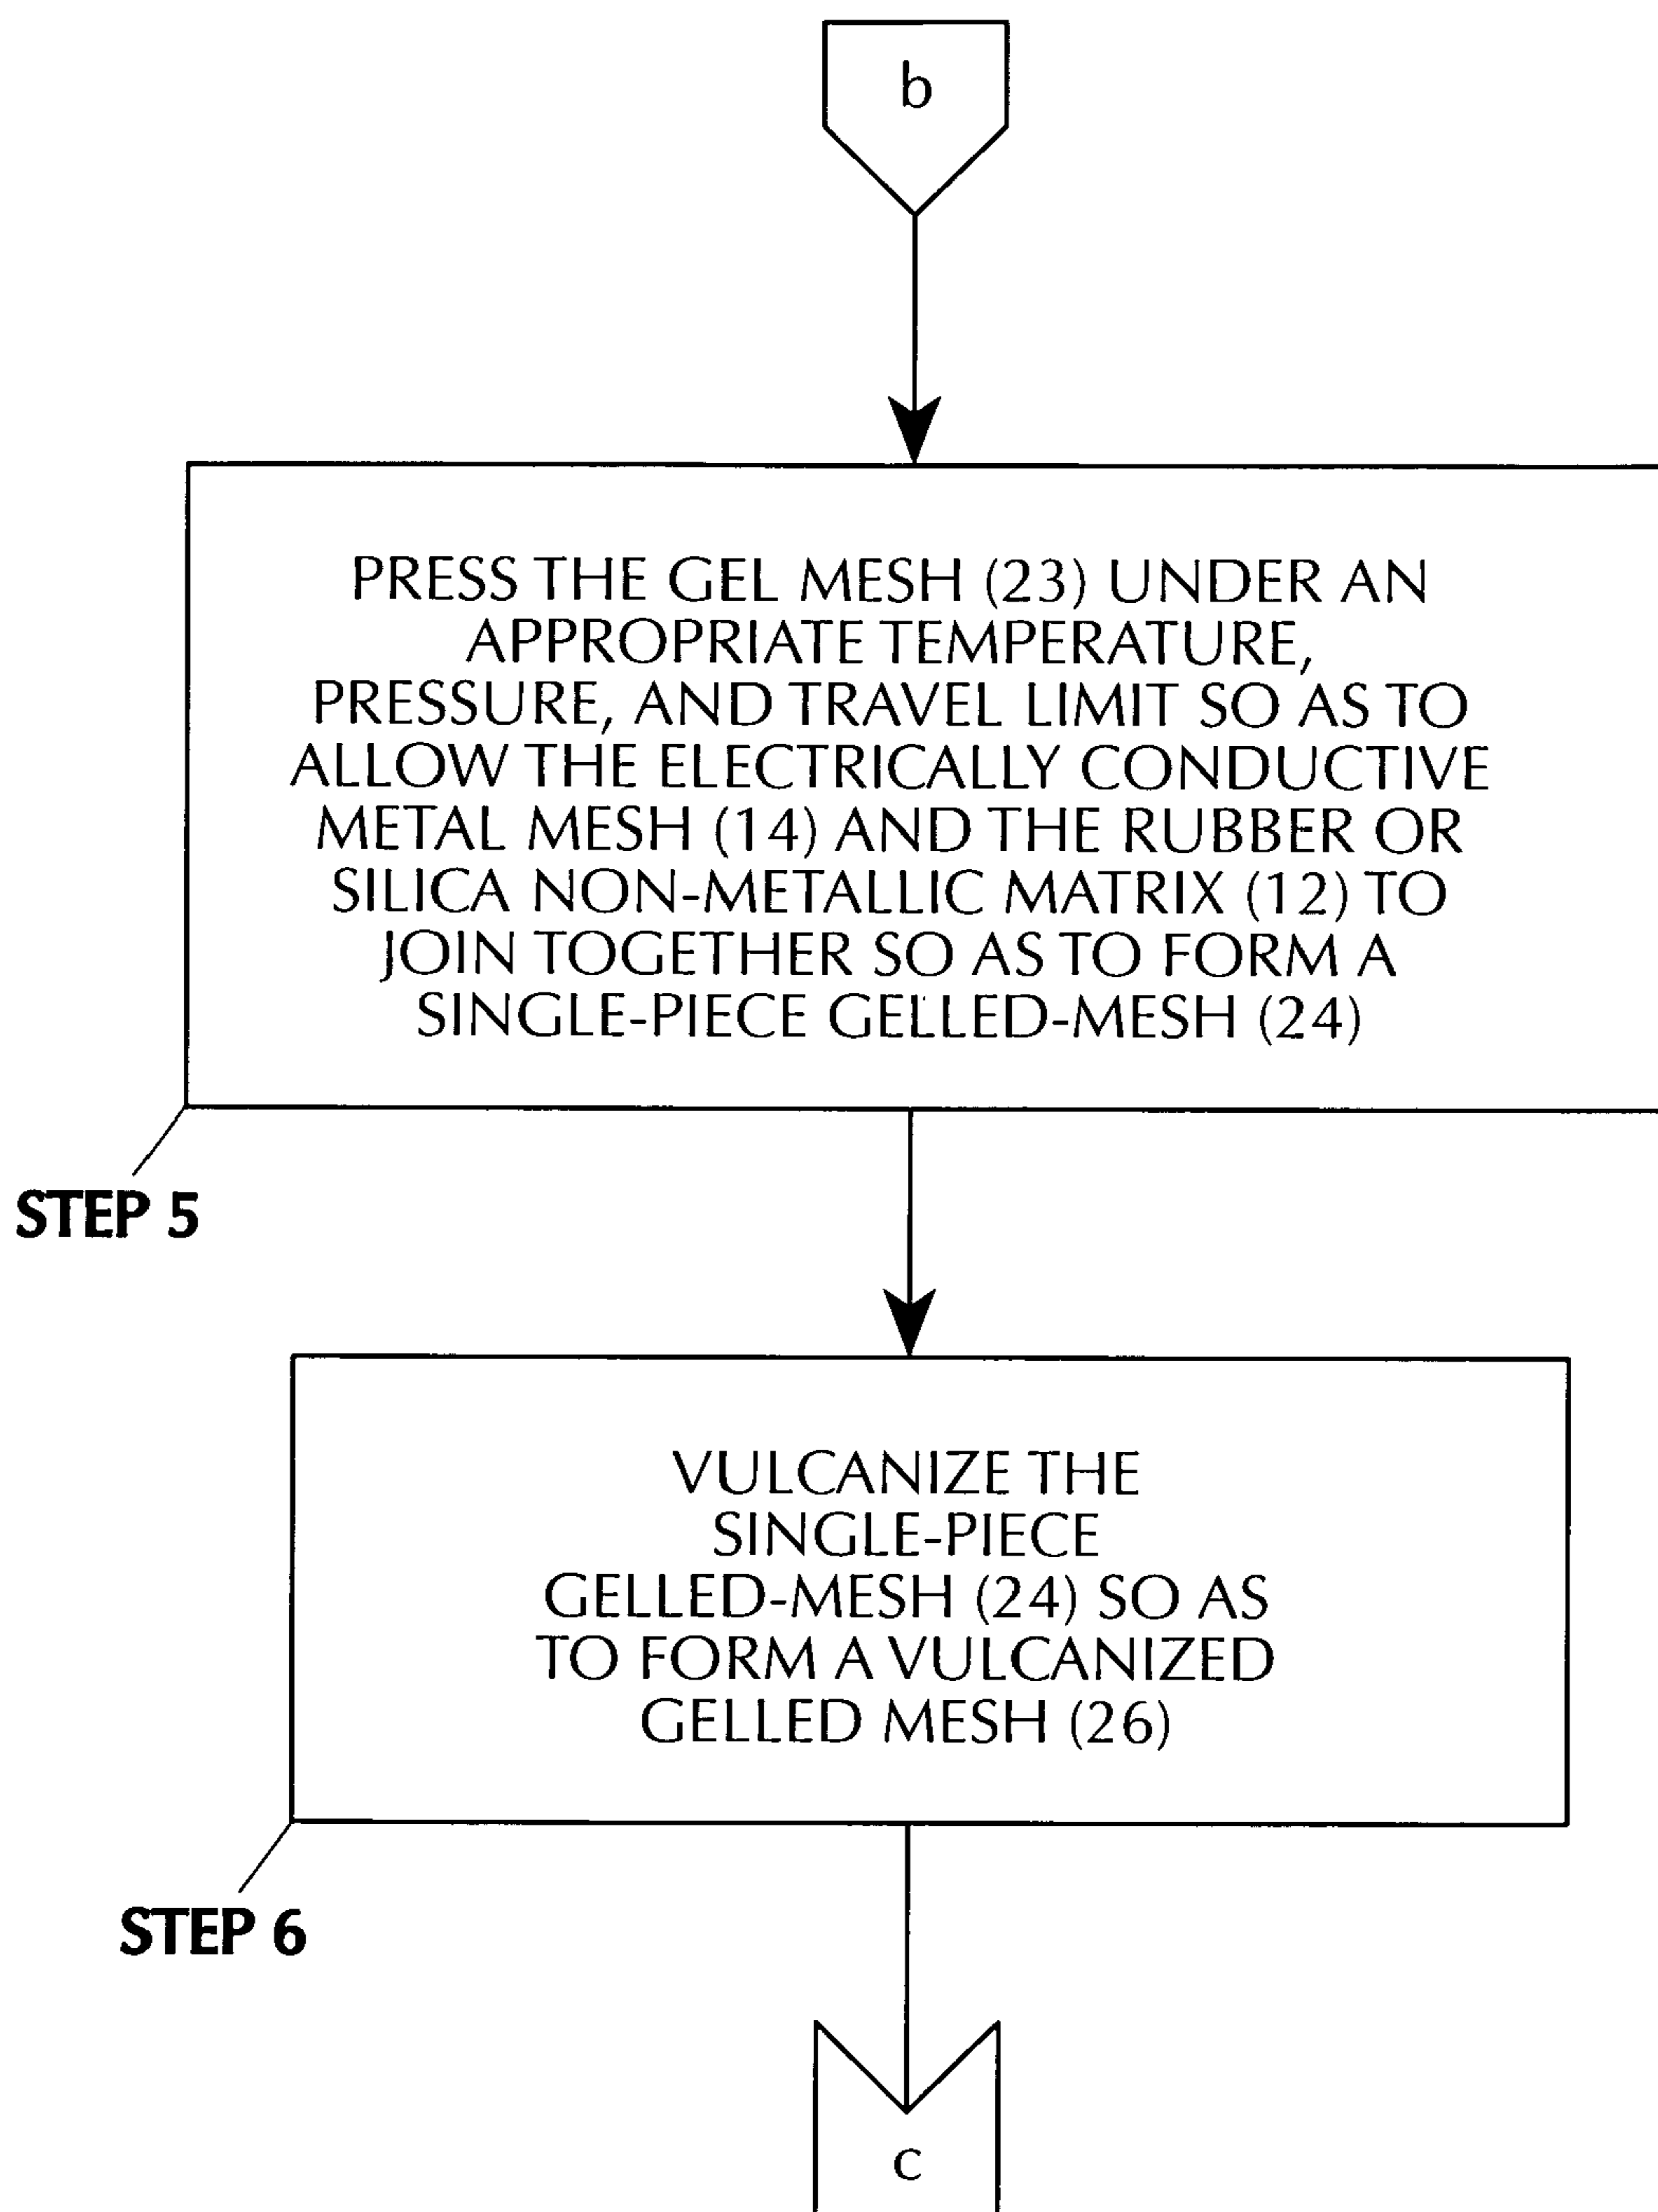 b
PRESS THE GEL MESH (23) UNDER AN
APPROPRIATE TEMPERATURE,
PRESSURE, AND TRAVEL LIMIT SO AS TO
ALLOW THE ELECTRICALLY CONDUCTIVE
METAL MESH (14) AND THE RUBBER OR
SILICA NON-METALLIC MATRIX (12) TO
JOIN TOGETHER SO AS TO FORM A
SINGLE-PIECE GELLED-MESH (24)
STEP 5
VULCANIZE THE
SINGLE-PIECE
GELLED-MESH (24) SO AS
TO FORM A VULCANIZED
GELLED MESH (26)
STEP 6
c